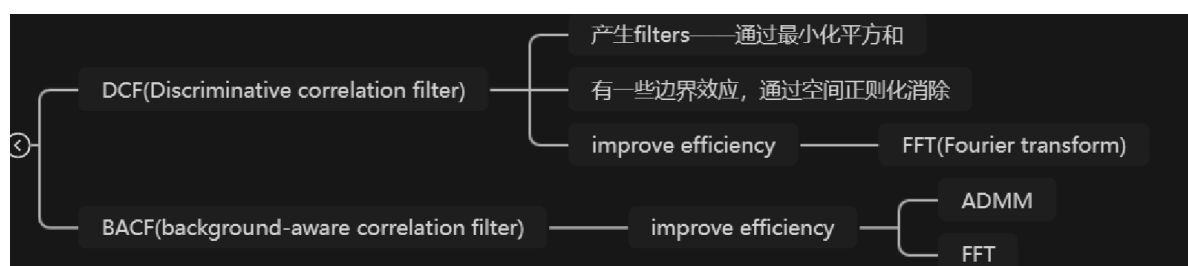 产生filters——通过最小化平方和
DCF(Discriminative correlation filter)
有一些边界效应，通过空间正则化消除
improve efficiency
FFT(Fourier transform)
BACF(background-aware correlation filter)
improve efficiency
ADMM
FFT